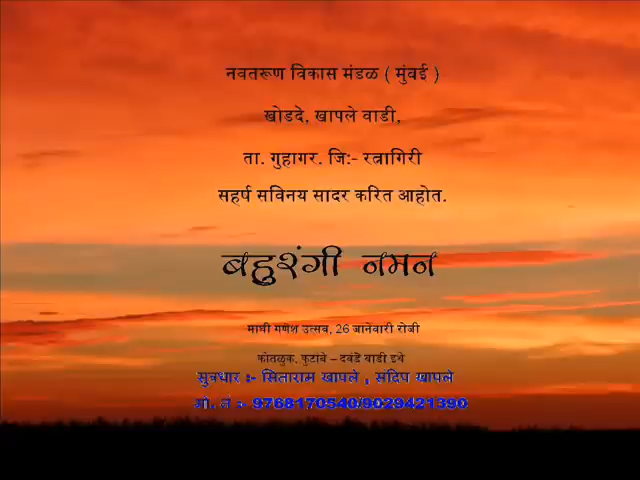 नवतरूण विकास मंडळ ( मुंबई )
खोडदे, खापले वाडी,
ता. गुहागर. जि:- रत्नागिरी
सहर्ष सविनय सादर करित आहोत.
बहुरंगी नमन
माघी गणेश उत्सव, 26 जानेवारी रोजी
कोतळुक, फुटांचे – दवंडे वाडी इथे
सुत्रधार :- सिताराम खापले , संदिप खापले
मो. नं :- 9768170540/9029421390